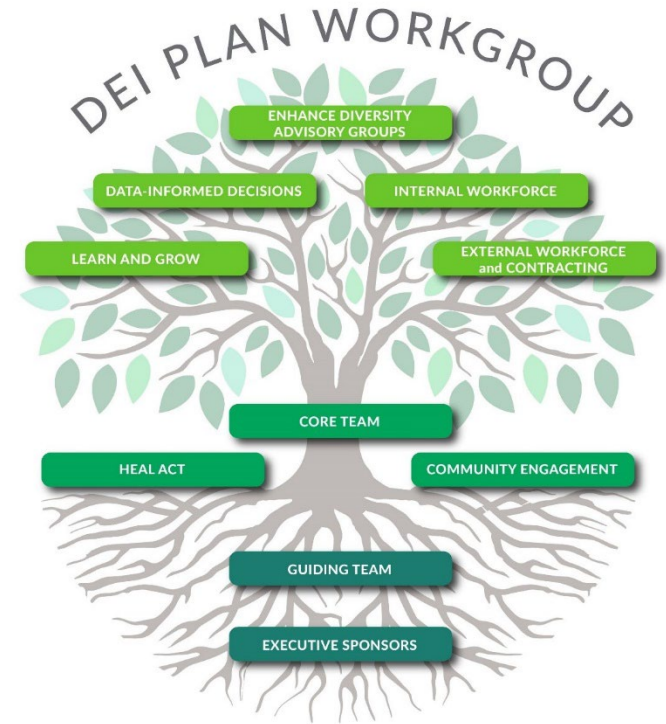 DEI PLAN WORKGROUP
ENHANCE DIVERSITY
ADVISORY GROUPS
DATA-INFORMED DECISIONS
INTERNAL WORKFORCE
LEARN AND GROW
EXTERNAL WORKFORCE
and CONTRACTING
CORE TEAM
HEAL ACT
COMMUNITY ENGAGEMENT
GUIDING TEAM
EXECUTIVE SPONSORS